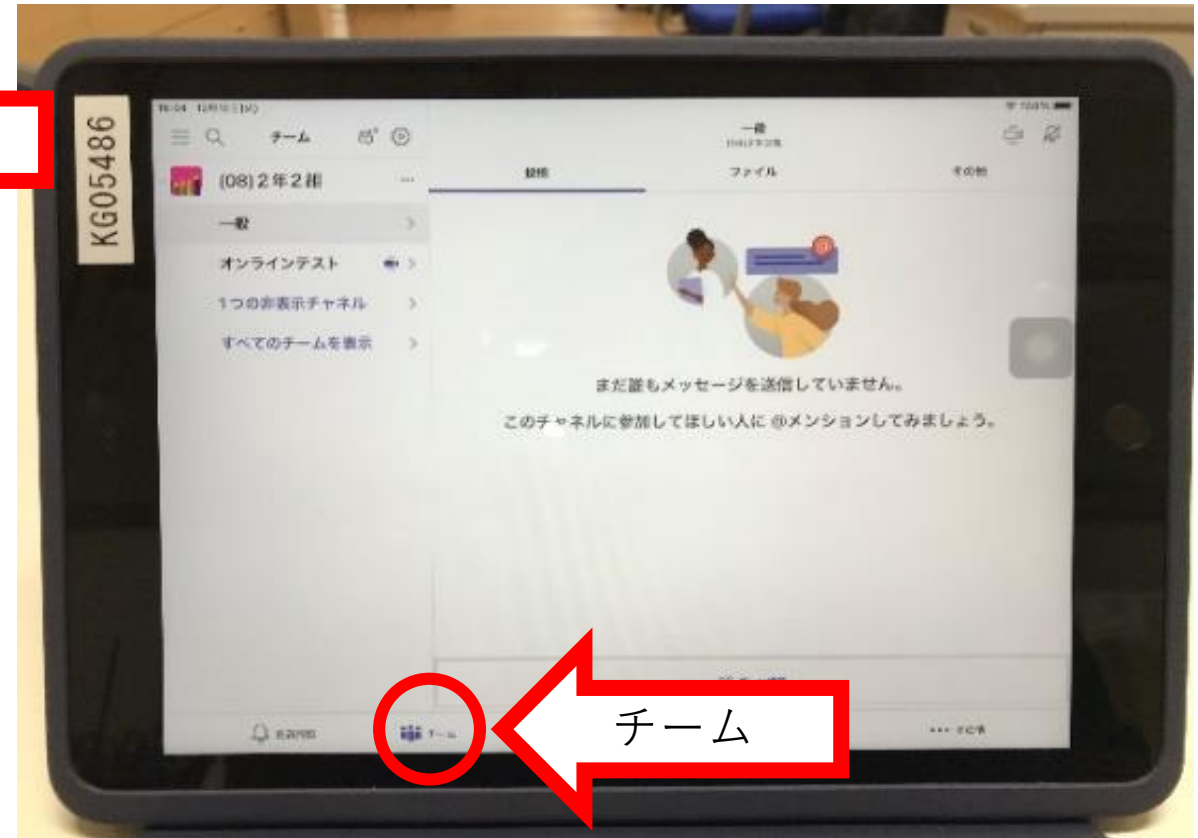 KG05486
チーム
(08)2年2組
一般
オンラインテスト
1つの非表示チャネル
すべてのチームを表示
一般
投稿
ファイル
その他
まだ誰もメッセージを送信していません。
このチャネルに参加してほしい人に @メンションしてみましょう。
チーム
チーム